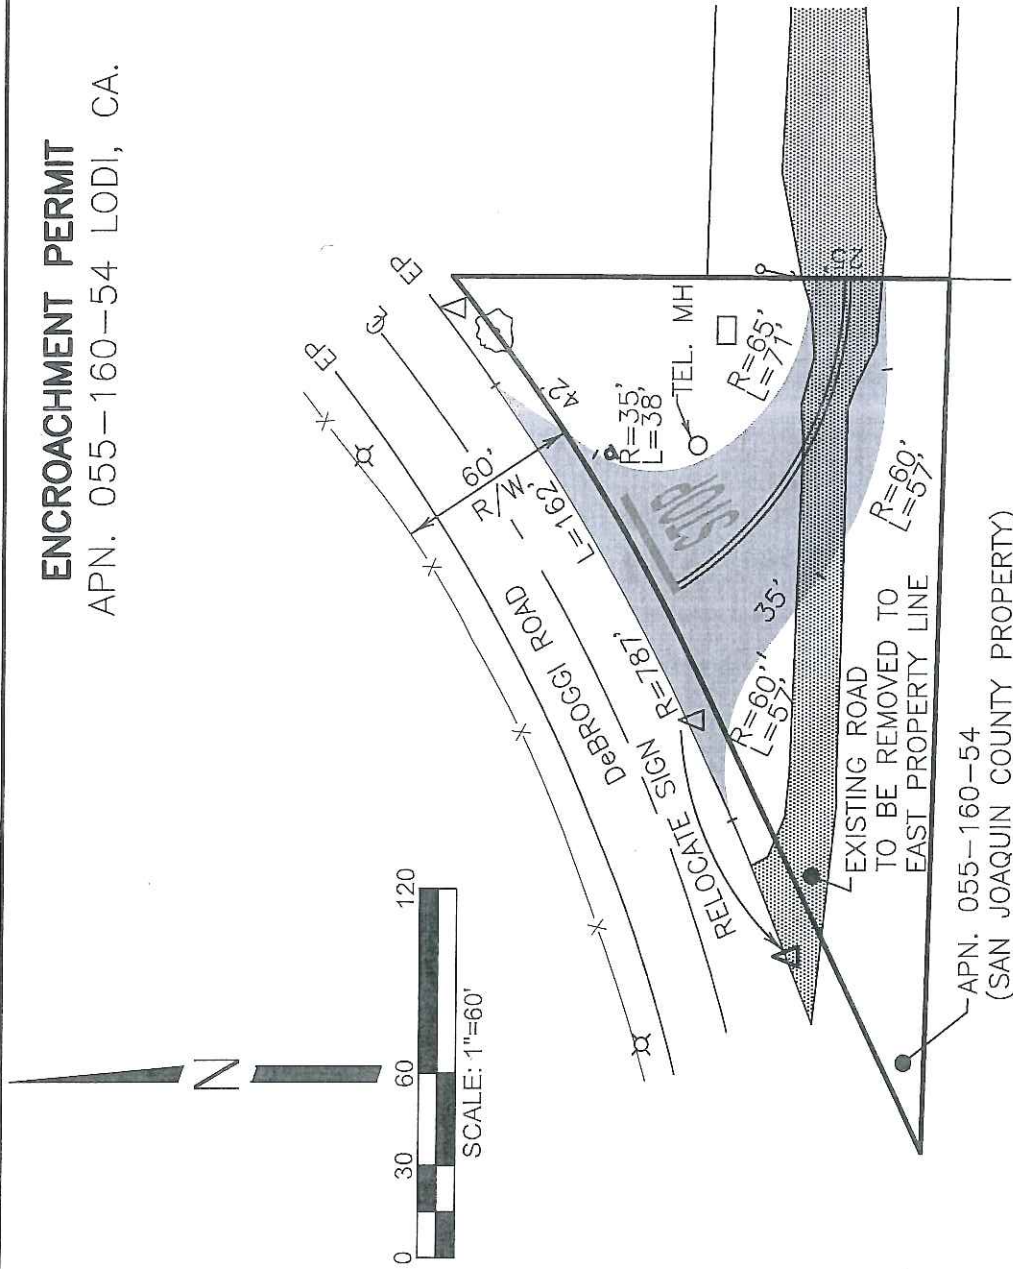 ENCROACHMENT PERMIT
APN. 055-160-54 LODI, CA.
N
0 30 60 120
SCALE: 1"=60'
EP
EP
60'
R/W
42'
L=162'
R=787'
DeBROGGI ROAD
RELOCATE SIGN
R=35'
L=38'
TEL. MH
R=65'
L=71'
STOP
26'
35'
R=60'
L=57'
R=60'
L=57'
EXISTING ROAD
TO BE REMOVED TO
EAST PROPERTY LINE
APN. 055-160-54
(SAN JOAQUIN COUNTY PROPERTY)